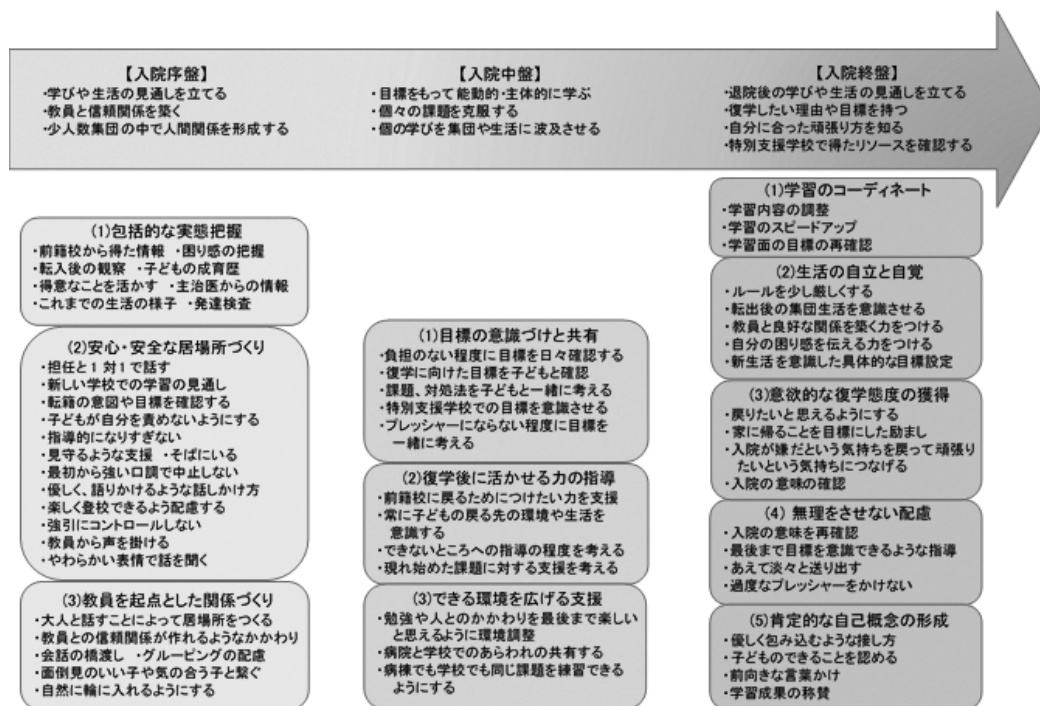 【入院序盤】
・学びや生活の見通しを立てる
・教員と信頼関係を築く
・少人数集団の中で人間関係を形成する
【入院中盤】
・目標をもって能動的・主体的に学ぶ
・個々の課題を克服する
・個の学びを集団や生活に波及させる
【入院終盤】
・退院後の学びや生活の見通しを立てる
・復学したい理由や目標を持つ
・自分に合った頑張り方を知る
・特別支援学校で得たリソースを確認する
(1)包括的な実態把握
・前籍校から得た情報 ・困り感の把握
・転入後の観察 ・子どもの成育歴
・得意なことを活かす ・主治医からの情報
・これまでの生活の様子 ・発達検査
(2)安心・安全な居場所づくり
・担任と1対1で話す
・新しい学校での学習の見通し
・転籍の意図や目標を確認する
・子どもが自分を責めないようにする
・指導的になりすぎない
・見守るような支援 ・そばにいる
・最初から強い口調で中止しない
・優しく、語りかけるような話しかけ方
・楽しく登校できるよう配慮する
・強引にコントロールしない
・教員から声を掛ける
・やわらかい表情で話を聞く
(3)教員を起点とした関係づくり
・大人と話すことによって居場所をつくる
・教員との信頼関係が作れるようなかかわり
・会話の橋渡し ・グルーピングの配慮
・面倒見のいい子や気の合う子と繋ぐ
・自然に輪に入れるようにする
(1)目標の意識づけと共有
・負担のない程度に目標を日々確認する
・復学に向けた目標を子どもと確認
・課題、対処法を子どもと一緒に考える
・特別支援学校での目標を意識させる
・プレッシャーにならない程度に目標を
一緒に考える
(2)復学後に活かせる力の指導
・前籍校に戻るためにつけたい力を支援
・常に子どもの戻る先の環境や生活を
意識する
・できないところへの指導の程度を考える
・現れ始めた課題に対する支援を考える
(3)できる環境を広げる支援
・勉強や人とのかかわりを最後まで楽しい
と思えるように環境調整
・病院と学校でのあらわれの共有する
・病棟でも学校でも同じ課題を練習できる
ようにする
(1)学習のコーディネート
・学習内容の調整
・学習のスピードアップ
・学習面の目標の再確認
(2)生活の自立と自覚
・ルールを少し厳しくする
・転出後の集団生活を意識させる
・教員と良好な関係を築く力をつける
・自分の困り感を伝える力をつける
・新生活を意識した具体的な目標設定
(3)意欲的な復学態度の獲得
・戻りたいと思えるようにする
・家に帰ることを目標にした励まし
・入院が嫌だという気持ちを戻って頑張り
たいという気持ちにつなげる
・入院の意味の確認
(4) 無理をさせない配慮
・入院の意味を再確認
・最後まで目標を意識できるような指導
・あえて淡々と送り出す
・過度なプレッシャーをかけない
(5)肯定的な自己概念の形成
・優しく包み込むような接し方
・子どものできることを認める
・前向きな言葉かけ
・学習成果の称賛